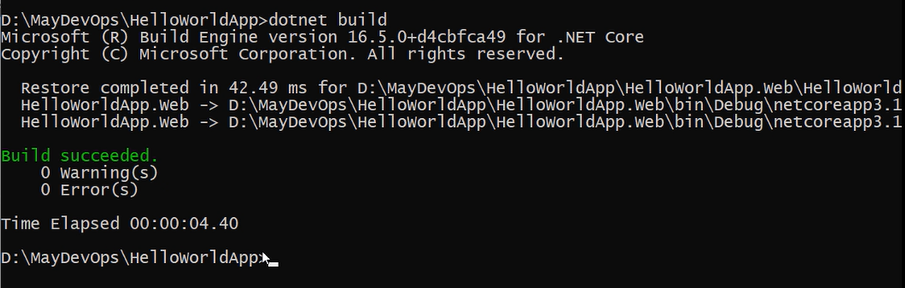 D:\MayDevOps\HelloWorldApp>dotnet build
Microsoft (R) Build Engine version 16.5.0+d4cbfca49 for .NET Core
Copyright (C) Microsoft Corporation. All rights reserved.
Restore completed in 42.49 ms for D:\MayDevOps\HelloWorldApp\HelloWorldApp.Web\HelloWorld
HelloWorldApp.Web -> D:\MayDevOps\HelloWorldApp\HelloWorldApp.Web\bin\Debug\netcoreapp3.1
HelloWorldApp.Web -> D:\MayDevOps\HelloWorldApp\HelloWorldApp.Web\bin\Debug\netcoreapp3.1
Build succeeded.
0 Warning(s)
0 Error(s)
Time Elapsed 00:00:04.40
D:\MayDevOps\HelloWorldApp>